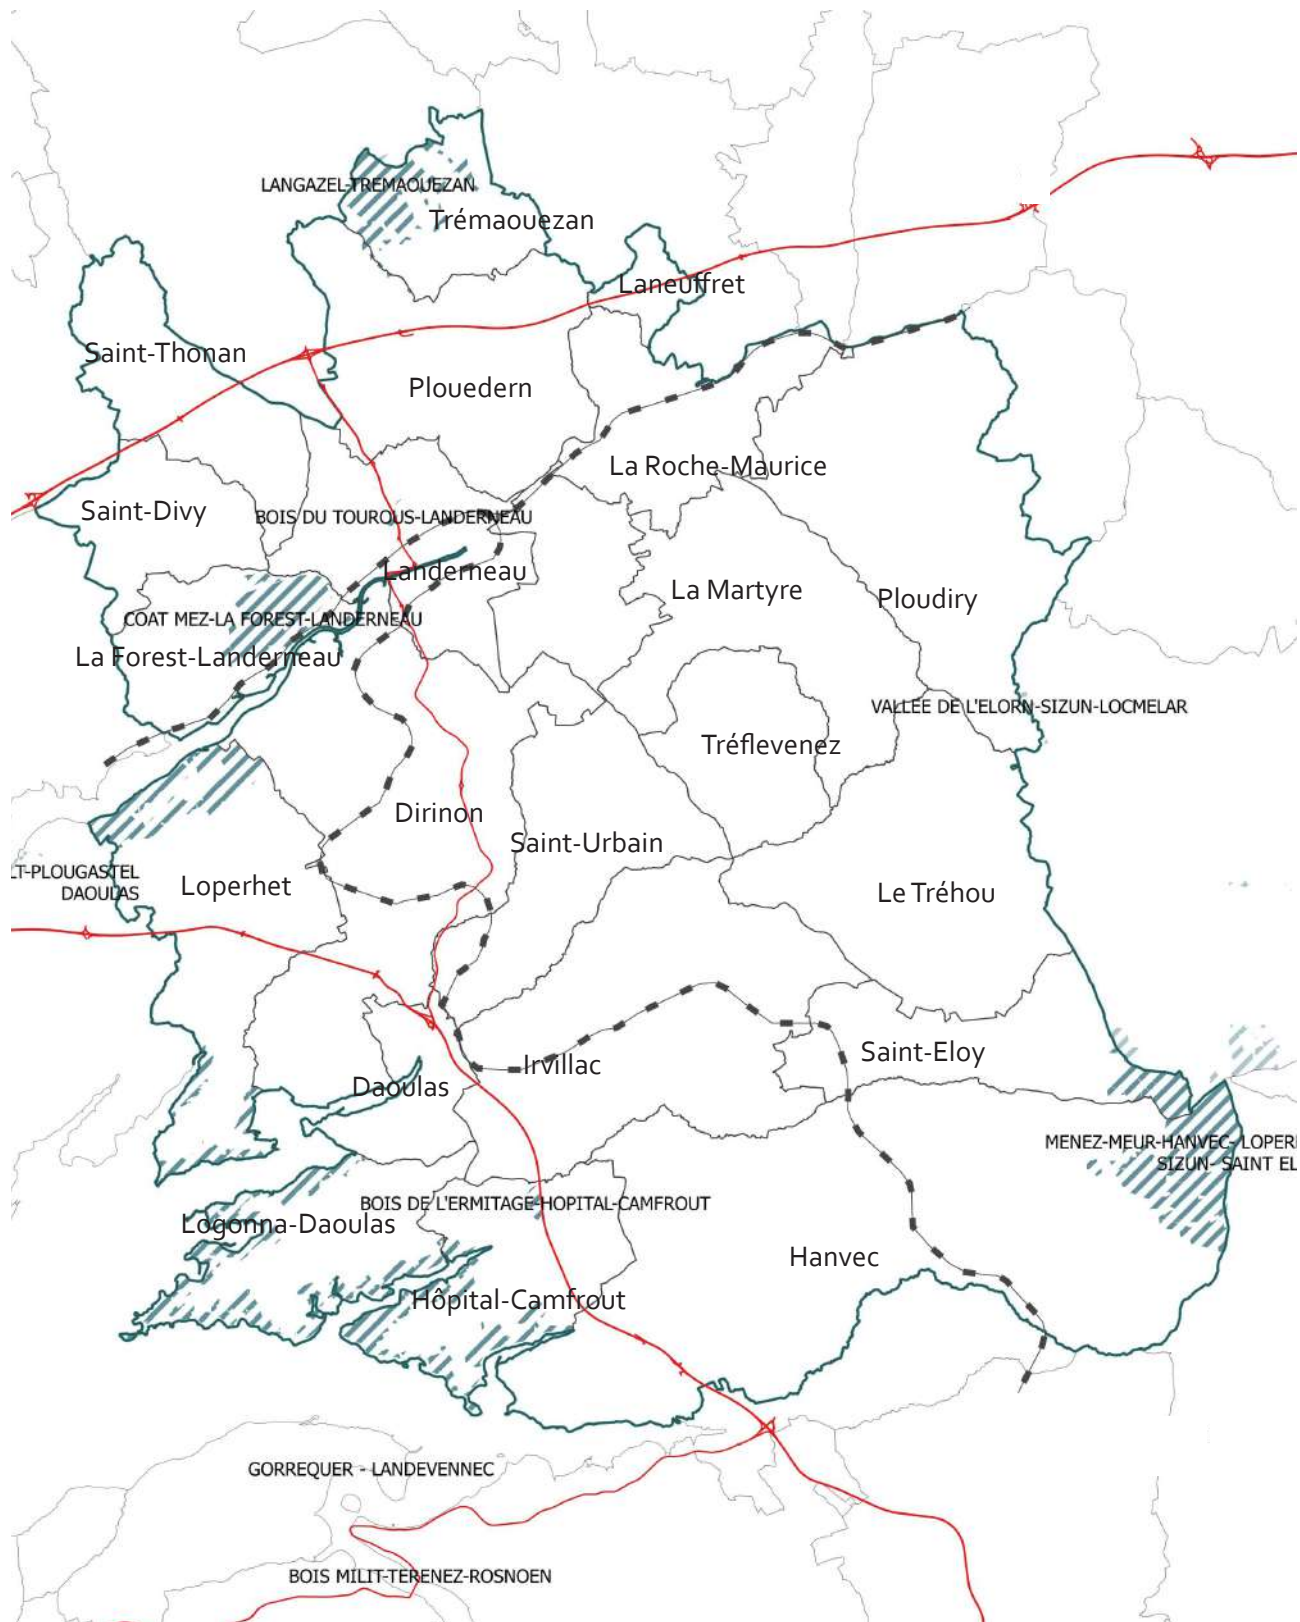 LANGAZEL-TREMAOUEZAN
Trémaouezan
Laneuffret
Saint-Thonan
Plouedern
La Roche-Maurice
Saint-Divy
BOIS DU TOUROUS-LANDERNEAU
Landerneau
La Martyre
Ploudiry
COAT MEZ-LA FOREST-LANDERNEAU
La Forest-Landerneau
VALLEE DE L'ELORN-SIZUN-LOCMELAR
Tréflevenez
Dirinon
Saint-Urbain
LT-PLOUGASTEL
DAOULAS
Loperhet
Le Tréhou
Saint-Eloy
Irvillac
Daoulas
MENEZ-MEUR-HANVEC- LOPER
SIZUN- SAINT EL
BOIS DE L'ERMITAGE-HOPITAL-CAMFROUT
Logonna-Daoulas
Hanvec
Hôpital-Camfrout
GORREQUER - LANDEVENNEC
BOIS MILIT-TERENEZ-ROSNOEN